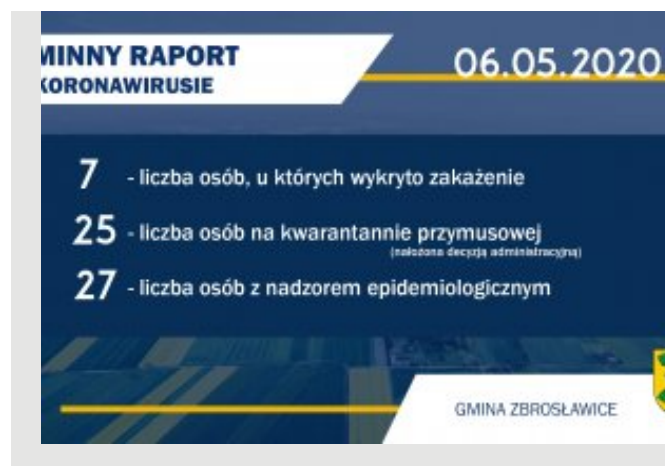 MINNY RAPORT
KORONAWIRUSIE
06.05.2020
7 - liczba osób, u których wykryto zakażenie
25 - liczba osób na kwarantannie przymusowej
(nałożona decyzją administracyjną)
27 - liczba osób z nadzorem epidemiologicznym
GMINA ZBROSŁAWICE